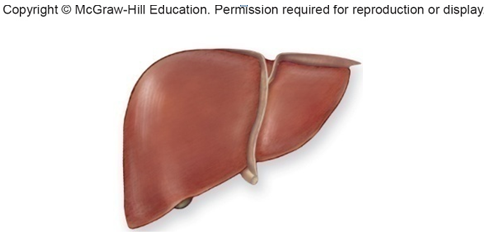 Copyright © McGraw-Hill Education. Permission required for reproduction or display